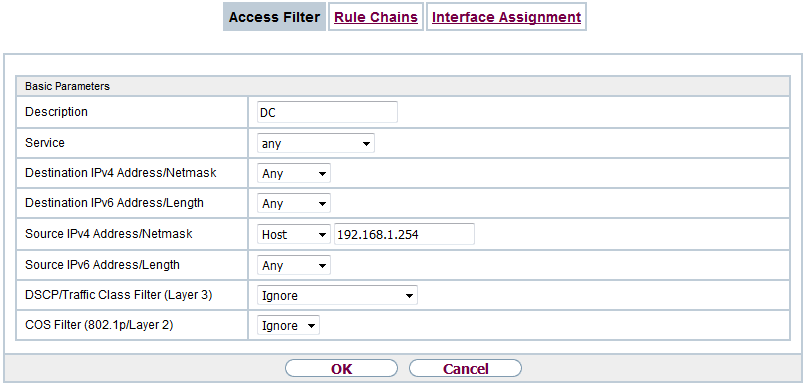 Access Filter Rule Chains Interface Assignment
Basic Parameters
Description DC
Service any
Destination IPv4 Address/Netmask Any
Destination IPv6 Address/Length Any
Source IPv4 Address/Netmask Host 192.168.1.254
Source IPv6 Address/Length Any
DSCP/Traffic Class Filter (Layer 3) Ignore
COS Filter (802.1p/Layer 2) Ignore
OK Cancel